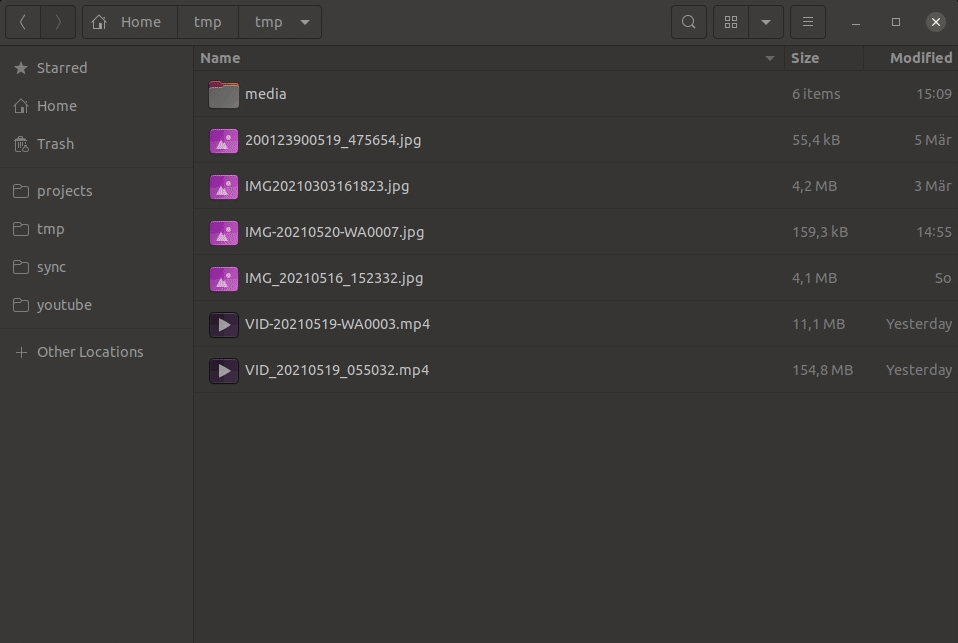 Home tmp tmp
Starred
Home
Trash
projects
tmp
sync
youtube
Other Locations
Name Size Modified
media 6 items 15:09
200123900519_475654.jpg 55,4 kB 5 Mär
IMG20210303161823.jpg 4,2 MB 3 Mär
IMG-20210520-WA0007.jpg 159,3 kB 14:55
IMG_20210516_152332.jpg 4,1 MB So
VID-20210519-WA0003.mp4 11,1 MB Yesterday
VID_20210519_055032.mp4 154,8 MB Yesterday